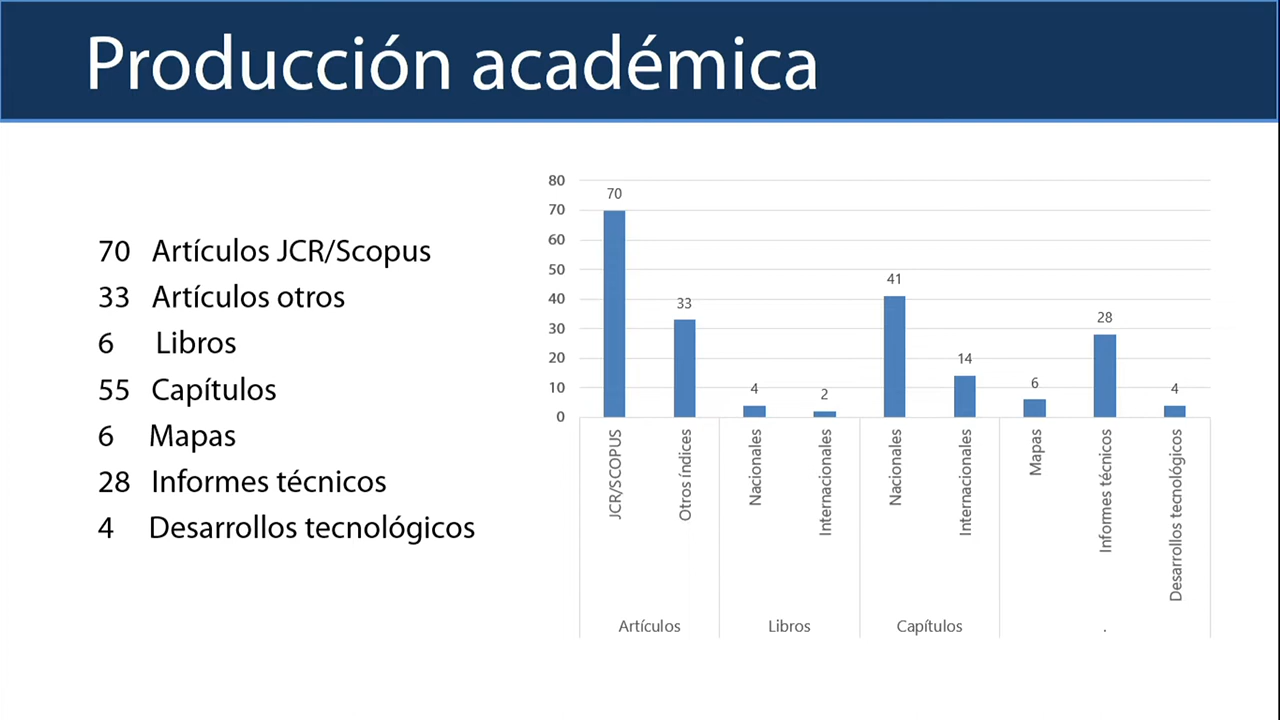 Producción académica
70 Artículos JCR/Scopus
33 Artículos otros
6 Libros
55 Capítulos
6 Mapas
28 Informes técnicos
4 Desarrollos tecnológicos
80
70
60
50
40
30
20
10
0
70
33
4
2
41
14
6
28
4
JCR/SCOPUS
Otros índices
Nacionales
Internacionales
Nacionales
Internacionales
Mapas
Informes técnicos
Desarrollos tecnológicos
Artículos
Libros
Capítulos
.